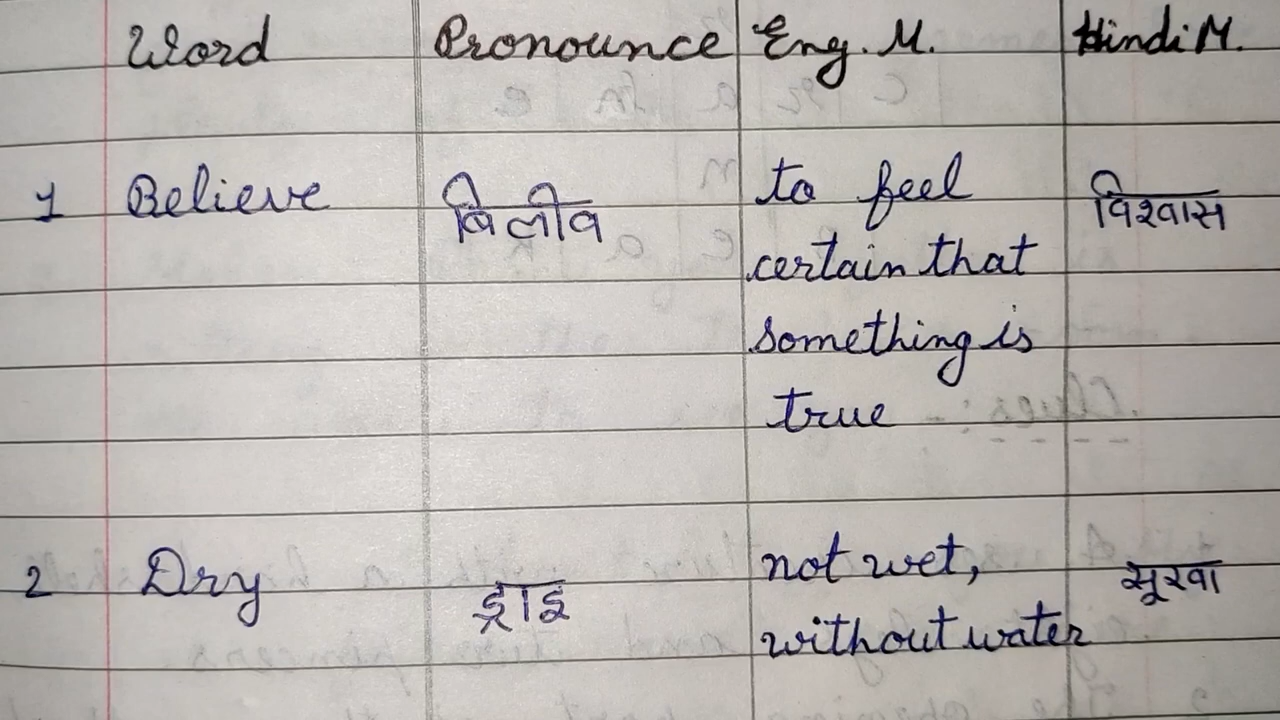 Word Pronounce Eng. M. Hindi M.
1 Believe बिलीव to feel विश्वास
certain that
something is
true
2 Dry ड्राइ not wet, सूखा
without water